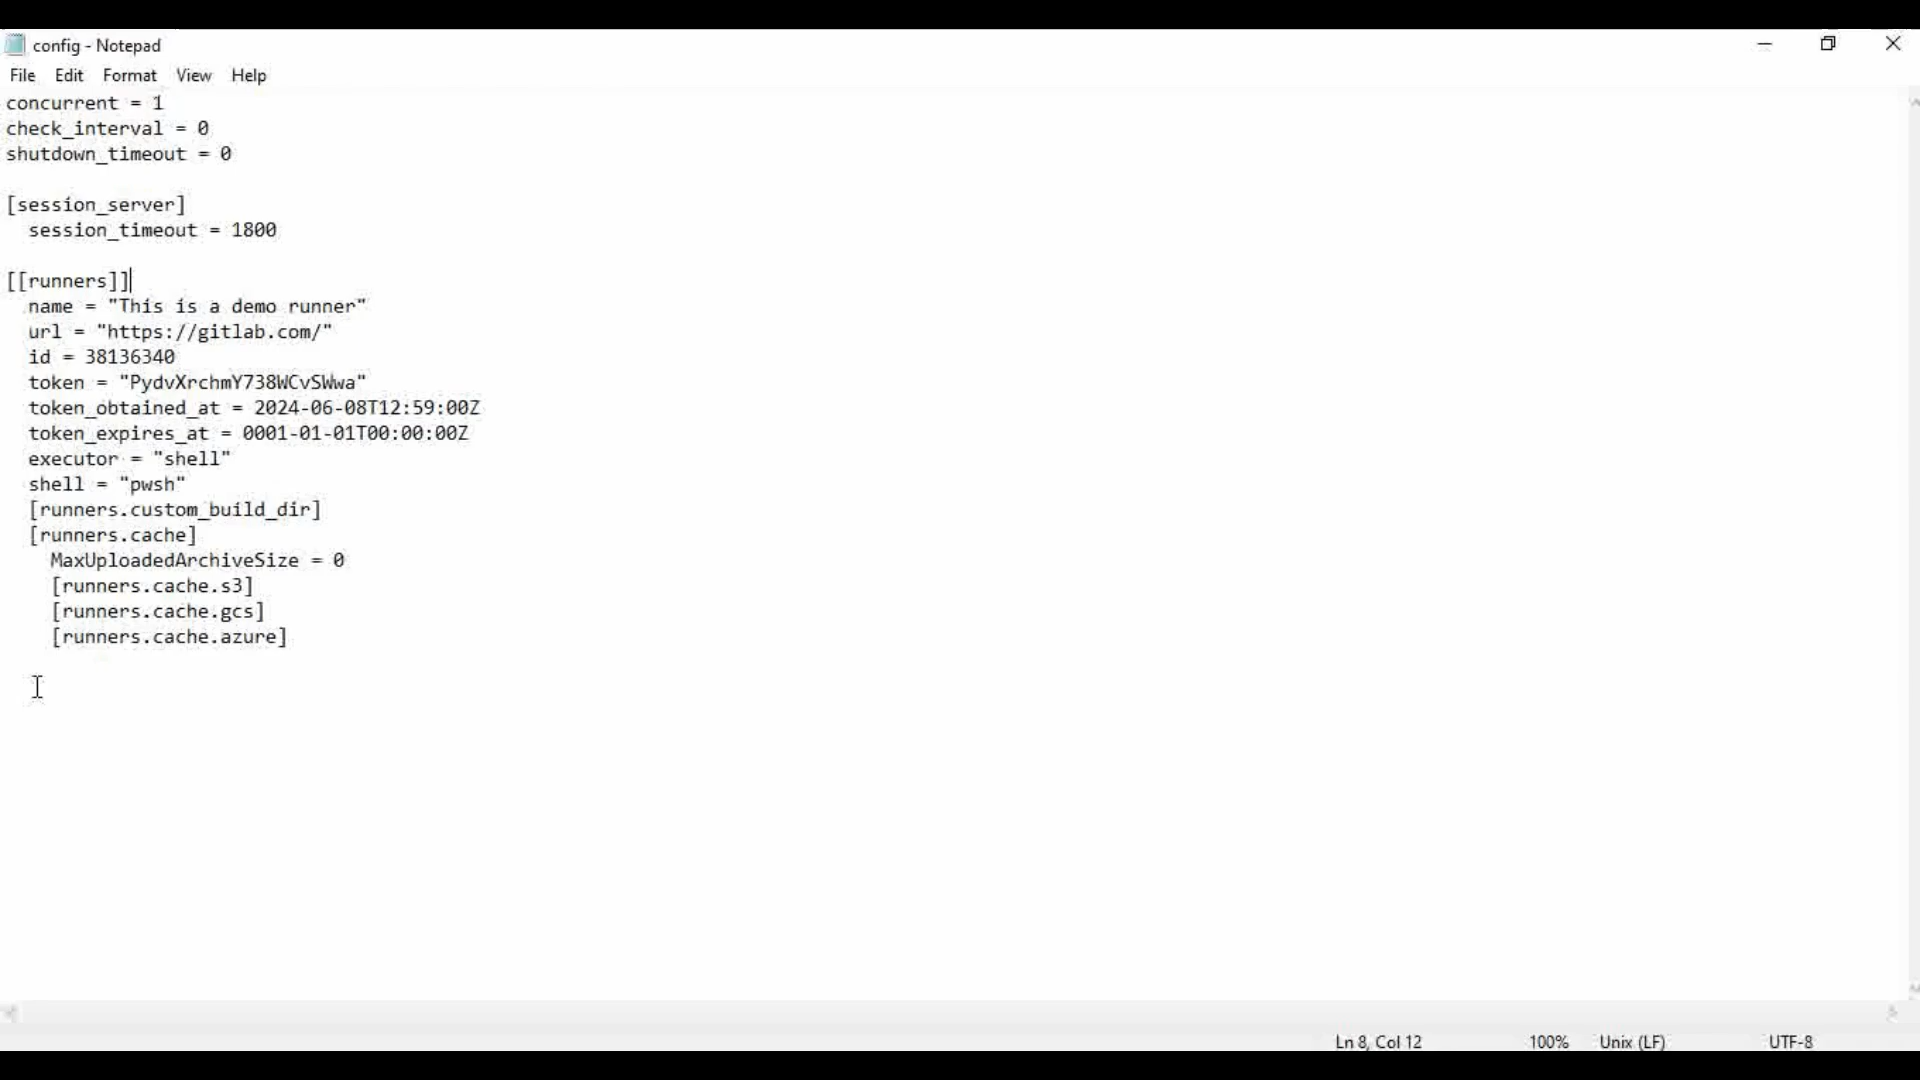 config - Notepad
File Edit Format View Help
concurrent = 1
check_interval = 0
shutdown_timeout = 0
[session_server]
session_timeout = 1800
[[runners]]
name = "This is a demo runner"
url = "https://gitlab.com/"
id = 38136340
token = "PydvXrchmY738WCvSWwa"
token_obtained_at = 2024-06-08T12:59:00Z
token_expires_at = 0001-01-01T00:00:00Z
executor = "shell"
shell = "pwsh"
[runners.custom_build_dir]
[runners.cache]
MaxUploadedArchiveSize = 0
[runners.cache.s3]
[runners.cache.gcs]
[runners.cache.azure]
Ln 8, Col 12 100% Unix (LF) UTF-8